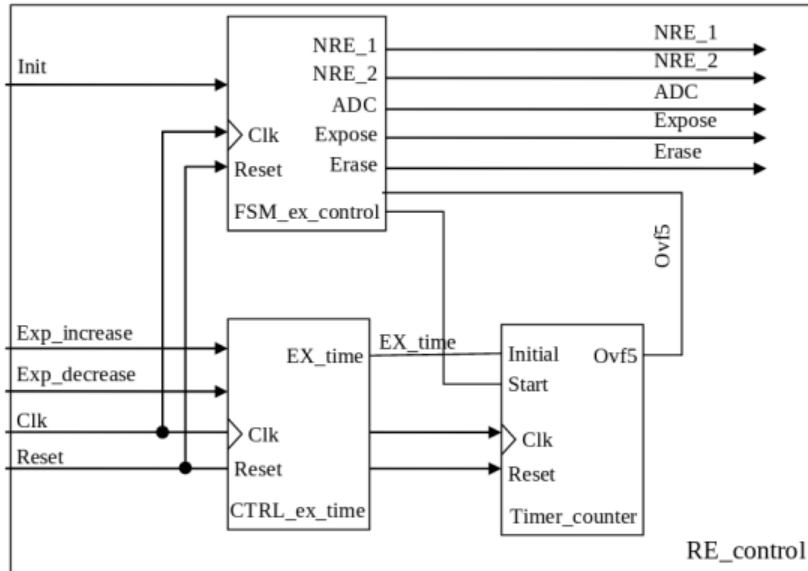 NRE_1
NRE_1
NRE_2
NRE_2
Init
ADC
ADC
Clk
Expose
Expose
Reset
Erase
Erase
FSM_ex_control
Ovf5
Exp_increase
EX_time
EX_time
Initial
Ovf5
Exp_decrease
Start
Clk
Clk
Clk
Reset
Reset
Reset
CTRL_ex_time
Timer_counter
RE_control